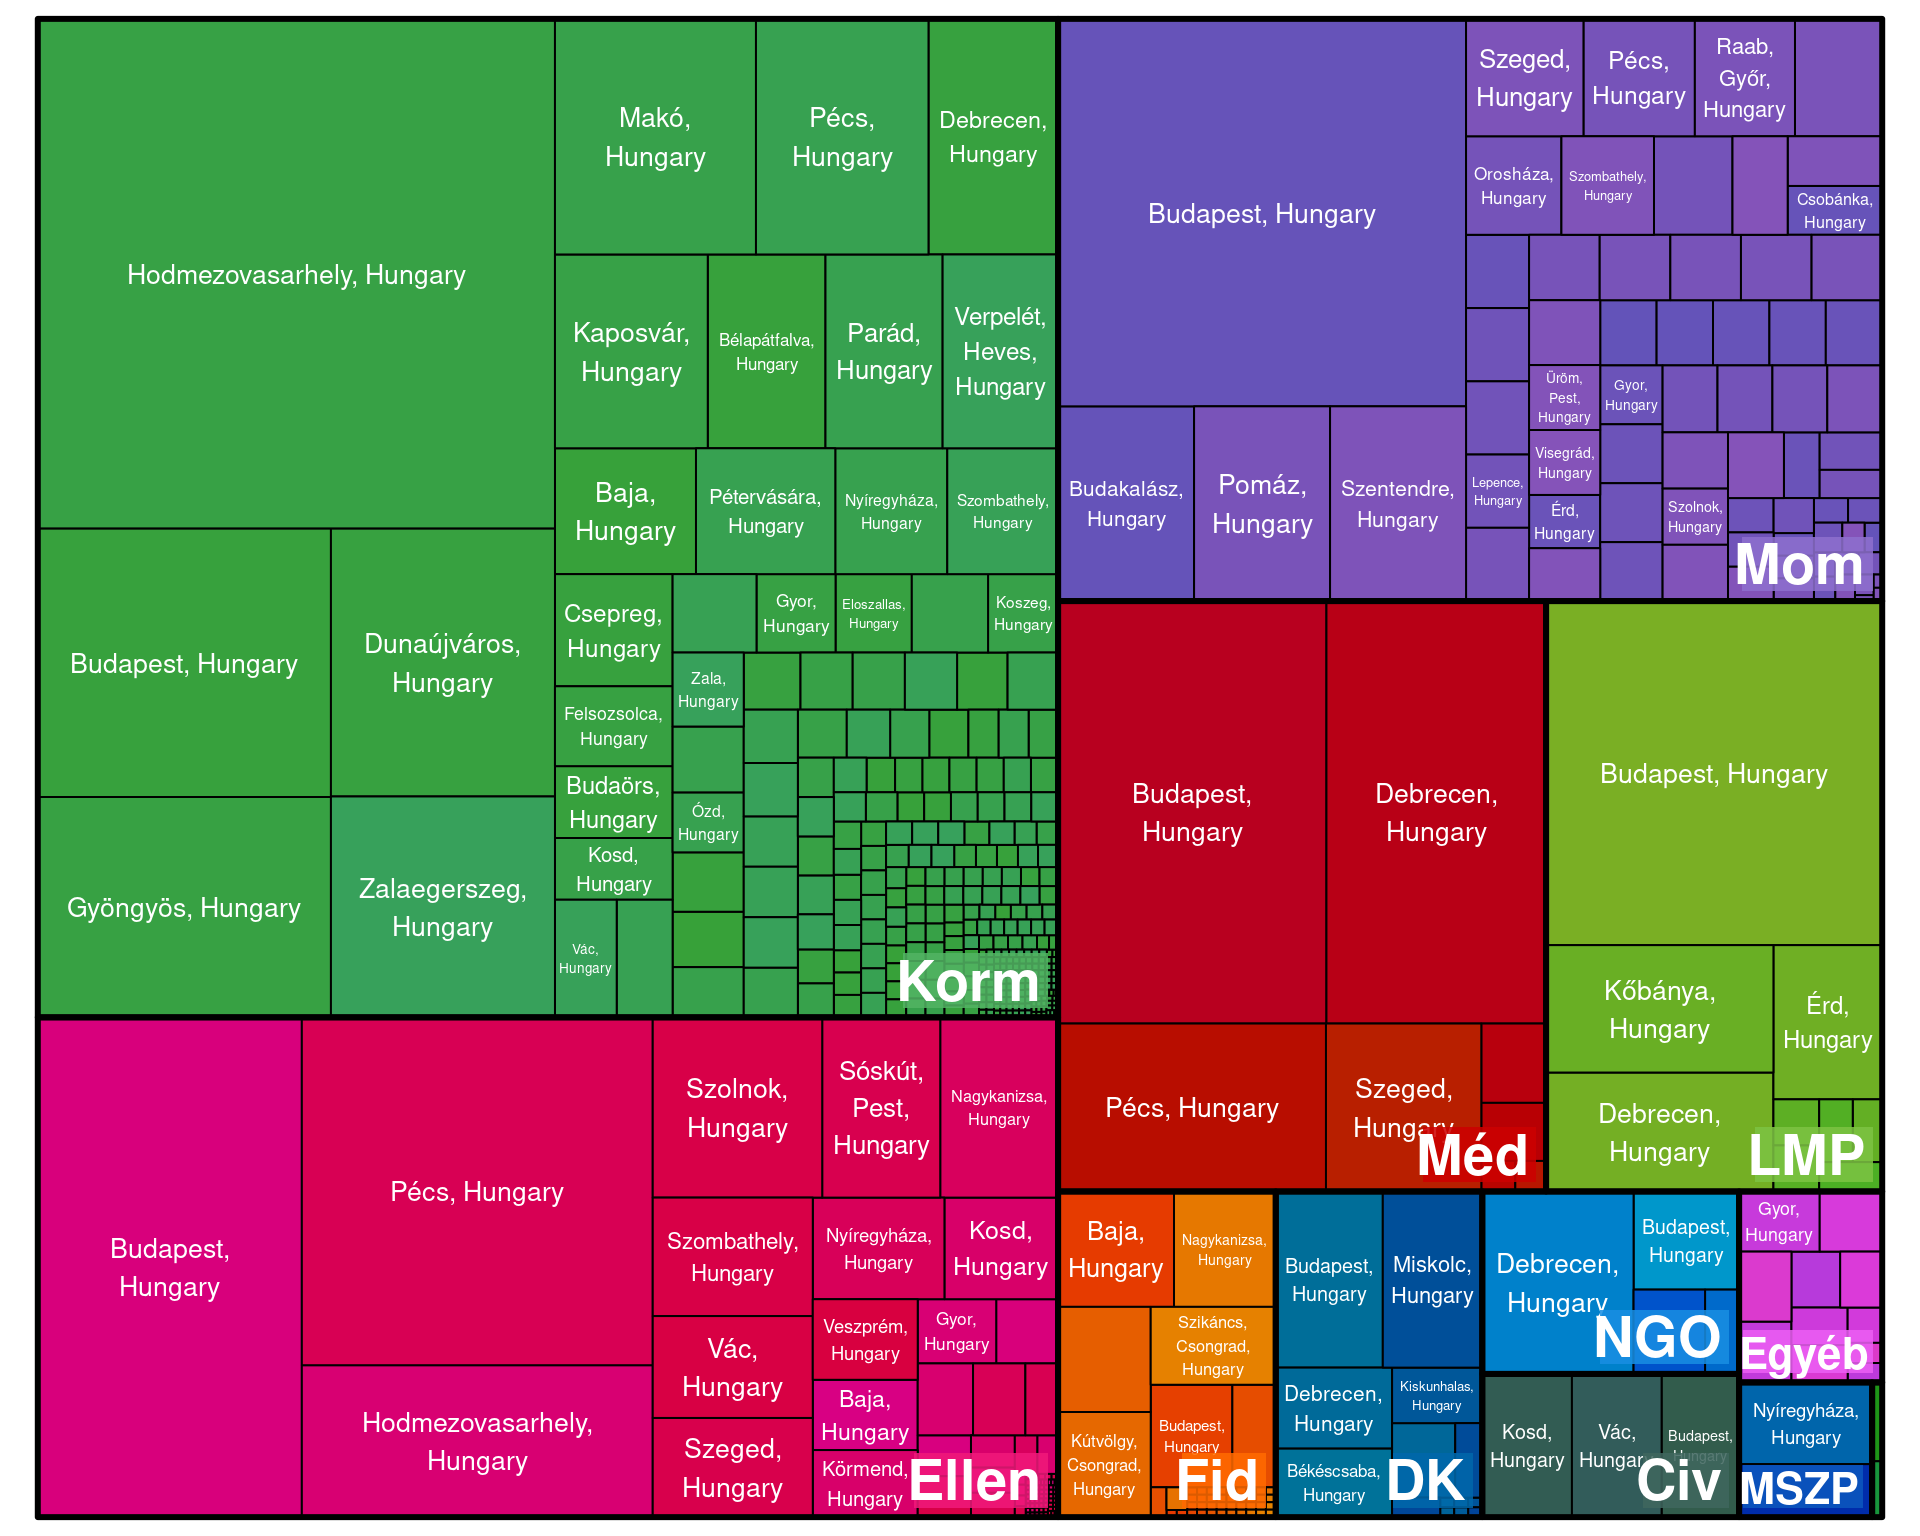 Hodmezovasarhely, Hungary
Makó,
Hungary
Pécs,
Hungary
Debrecen,
Hungary
Kaposvár,
Hungary
Bélapátfalva,
Hungary
Parád,
Hungary
Verpelét,
Heves,
Hungary
Baja,
Hungary
Pétervására,
Hungary
Nyíregyháza,
Hungary
Szombathely,
Hungary
Budapest, Hungary
Dunaújváros,
Hungary
Gyöngyös, Hungary
Zalaegerszeg,
Hungary
Csepreg,
Hungary
Gyor,
Hungary
Eloszallas,
Hungary
Koszeg,
Hungary
Zala,
Hungary
Felsozsolca,
Hungary
Budaörs,
Hungary
Ózd,
Hungary
Kosd,
Hungary
Vác,
Hungary
Korm
Budapest, Hungary
Szeged,
Hungary
Pécs,
Hungary
Raab,
Győr,
Hungary
Orosháza,
Hungary
Szombathely,
Hungary
Csobánka,
Hungary
Budakalász,
Hungary
Pomáz,
Hungary
Szentendre,
Hungary
Üröm,
Pest,
Hungary
Gyor,
Hungary
Visegrád,
Hungary
Lepence,
Hungary
Érd,
Hungary
Szolnok,
Hungary
Mom
Budapest,
Hungary
Debrecen,
Hungary
Pécs, Hungary
Szeged,
Hungary
Méd
Budapest, Hungary
Kőbánya,
Hungary
Érd,
Hungary
Debrecen,
Hungary
LMP
Budapest,
Hungary
Pécs, Hungary
Hodmezovasarhely,
Hungary
Szolnok,
Hungary
Sóskút,
Pest,
Hungary
Nagykanizsa,
Hungary
Szombathely,
Hungary
Nyíregyháza,
Hungary
Kosd,
Hungary
Vác,
Hungary
Veszprém,
Hungary
Gyor,
Hungary
Baja,
Hungary
Szeged,
Hungary
Körmend,
Hungary
Ellen
Baja,
Hungary
Nagykanizsa,
Hungary
Szikáncs,
Csongrad,
Hungary
Kútvölgy,
Csongrad,
Hungary
Budapest,
Hungary
Fid
Budapest,
Hungary
Miskolc,
Hungary
Debrecen,
Hungary
Kiskunhalas,
Hungary
Békéscsaba,
Hungary
DK
Debrecen,
Hungary
Budapest,
Hungary
NGO
Kosd,
Hungary
Vác,
Hungary
Budapest,
Hungary
Civ
Gyor,
Hungary
Egyéb
Nyíregyháza,
Hungary
MSZP